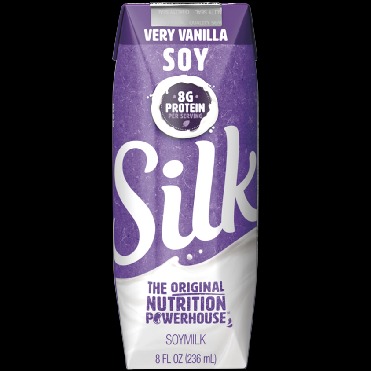 VERY VANILLA
SOY
8G
PROTEIN
PER SERVING
Silk
THE ORIGINAL
NUTRITION
POWERHOUSE
SOYMILK
8 FL OZ (236 mL)